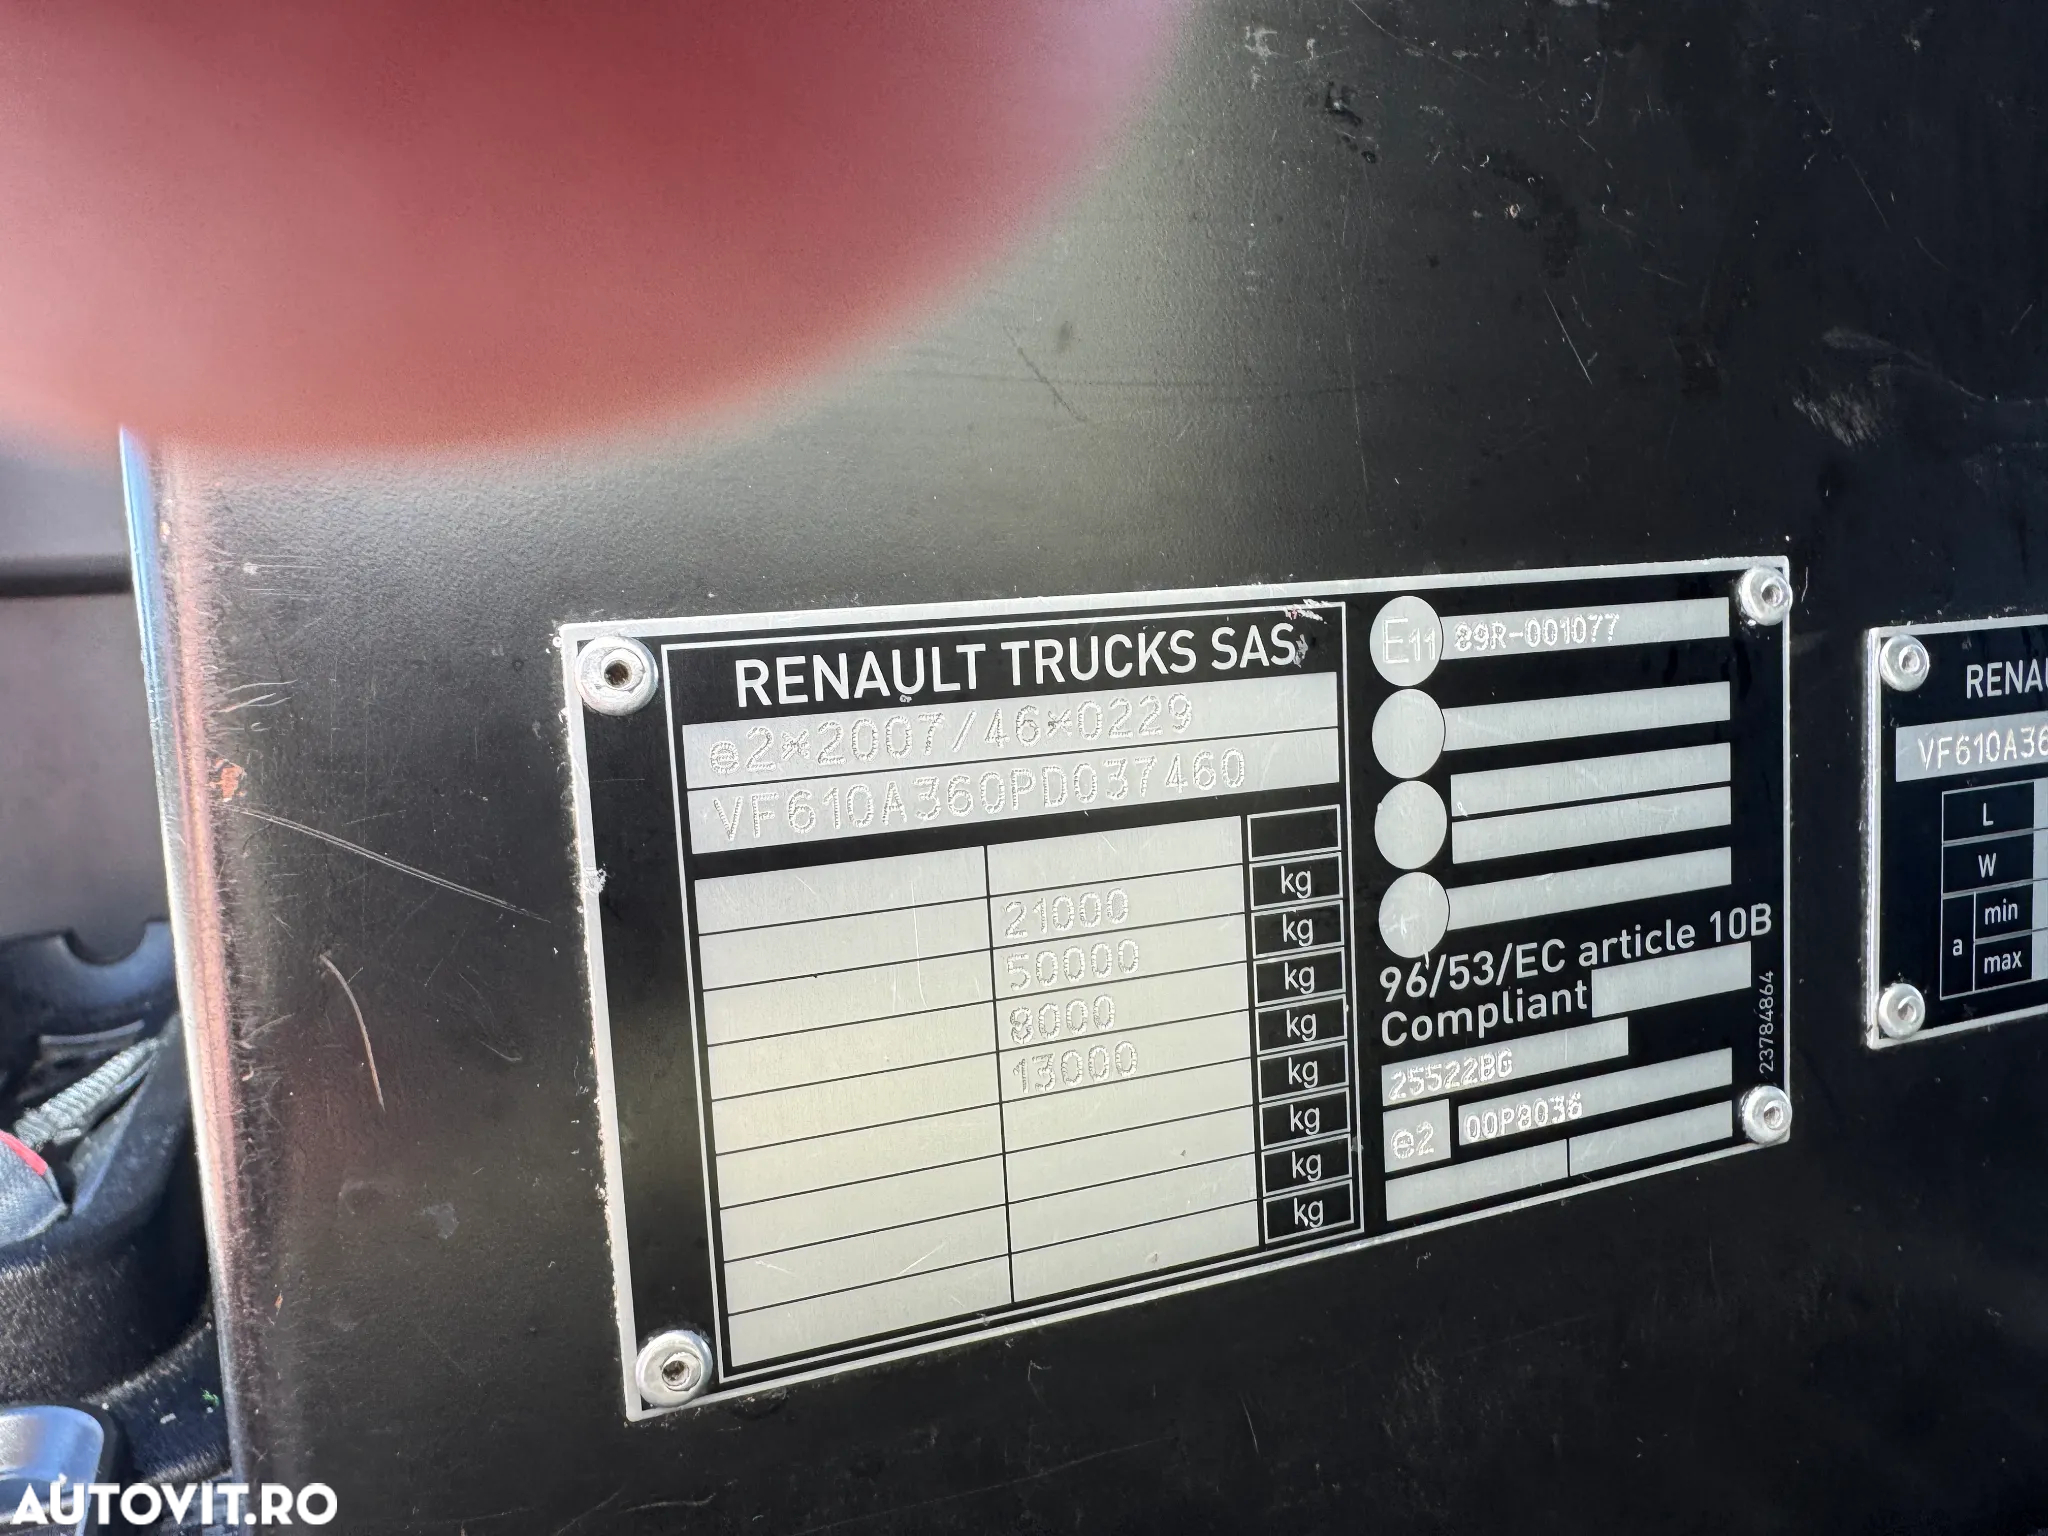 RENAULT TRUCKS SAS
e2*2007/46*0229
VF610A360PD037460
kg
21000 kg
50000 kg
8000 kg
13000 kg
kg
kg
kg
E11 89R-001077
96/53/EC article 10B
Compliant
25522BG
e2 00P8036
23784864
RENAU
VF610A36
L
W
a
min
max
AUTOVIT.RO